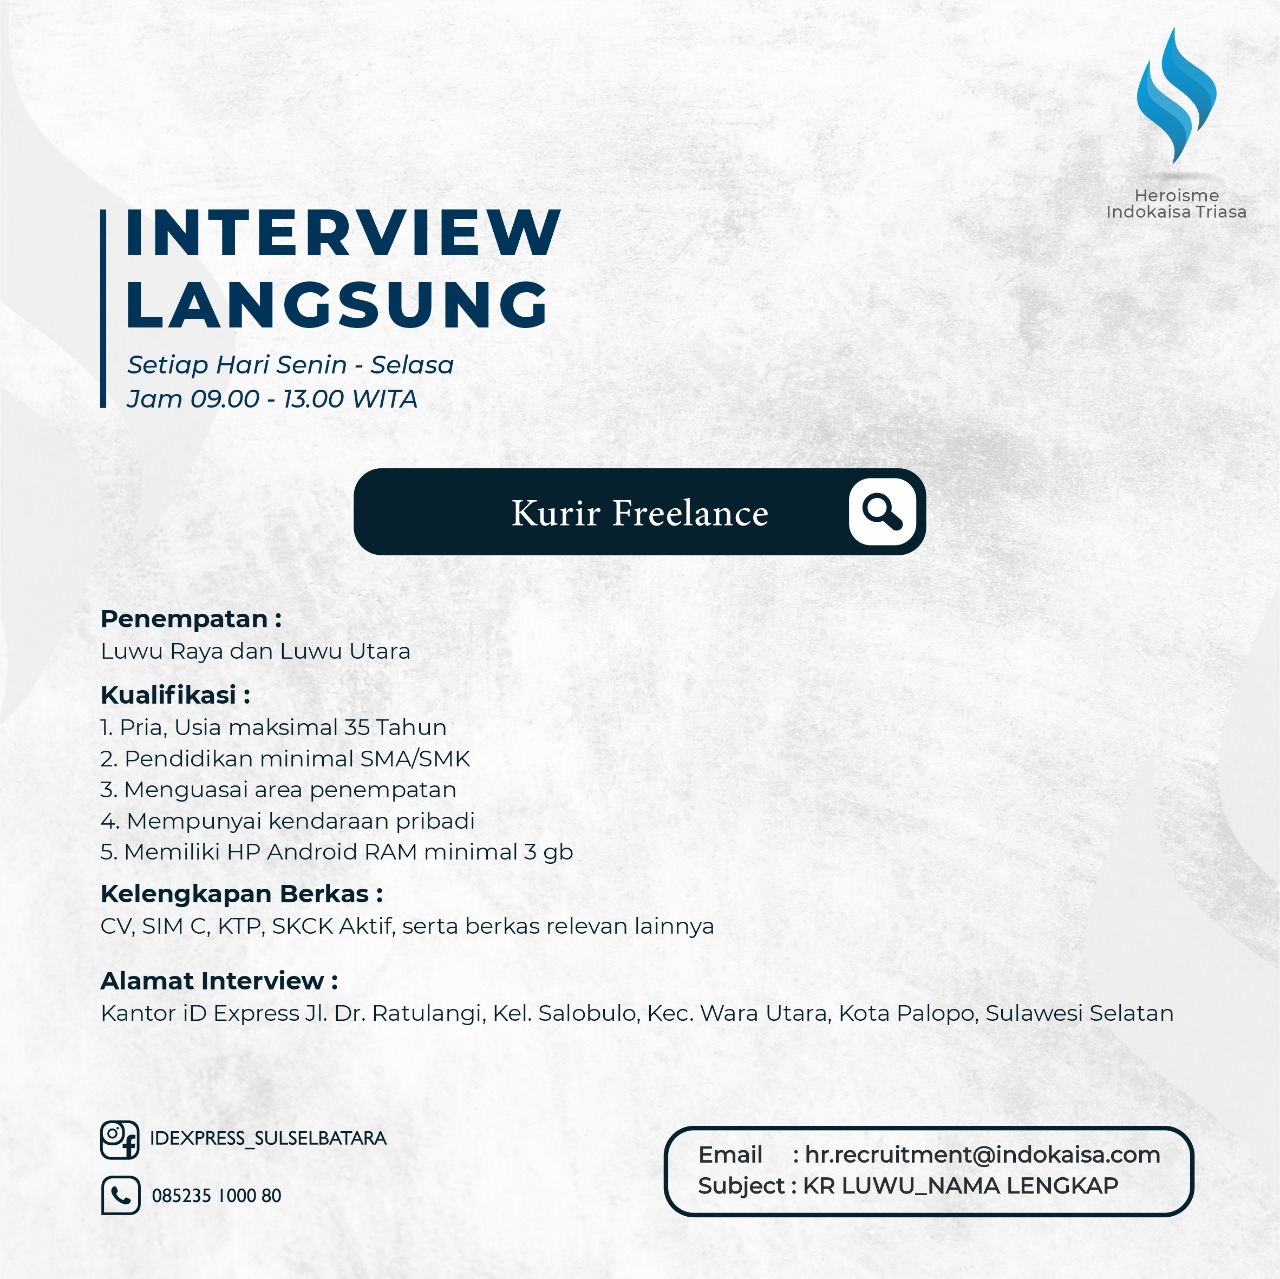 Heroisme
Indokaisa Triasa
INTERVIEW
LANGSUNG
Setiap Hari Senin - Selasa
Jam 09.00 - 13.00 WITA
Kurir Freelance
Penempatan :
Luwu Raya dan Luwu Utara
Kualifikasi :
1. Pria, Usia maksimal 35 Tahun
2. Pendidikan minimal SMA/SMK
3. Menguasai area penempatan
4. Mempunyai kendaraan pribadi
5. Memiliki HP Android RAM minimal 3 gb
Kelengkapan Berkas :
CV, SIM C, KTP, SKCK Aktif, serta berkas relevan lainnya
Alamat Interview :
Kantor iD Express Jl. Dr. Ratulangi, Kel. Salobulo, Kec. Wara Utara, Kota Palopo, Sulawesi Selatan
IDEXPRESS_SULSELBATARA
085235 1000 80
Email : hr.recruitment@indokaisa.com
Subject : KR LUWU_NAMA LENGKAP